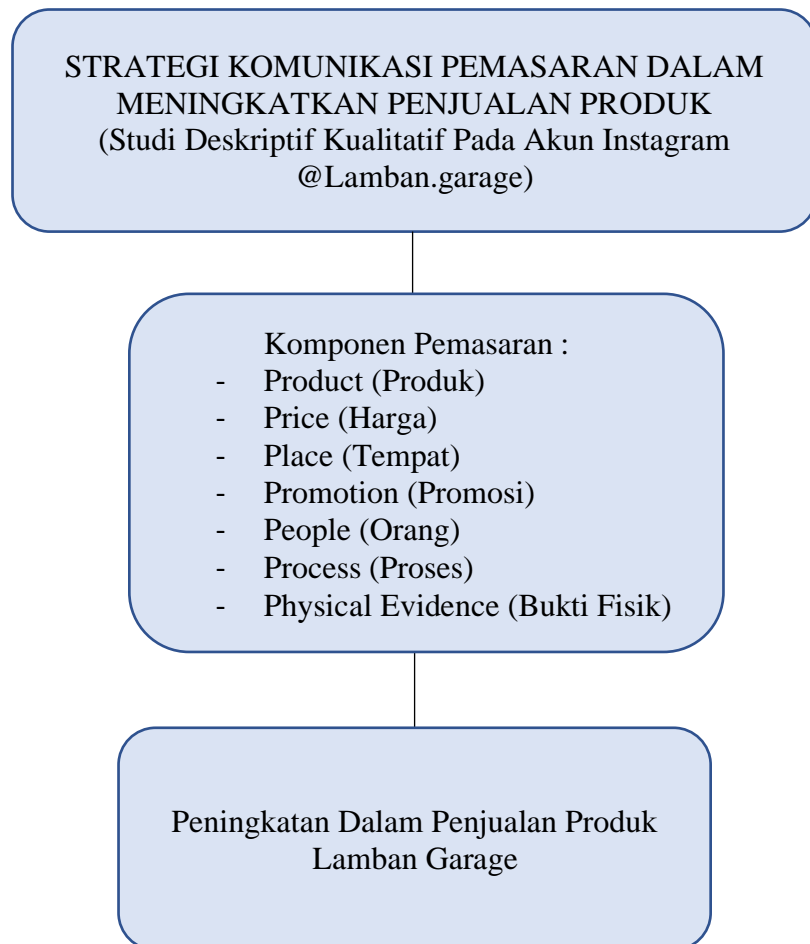 STRATEGI KOMUNIKASI PEMASARAN DALAM
MENINGKATKAN PENJUALAN PRODUK
(Studi Deskriptif Kualitatif Pada Akun Instagram
@Lamban.garage)
Komponen Pemasaran :
- Product (Produk)
- Price (Harga)
- Place (Tempat)
- Promotion (Promosi)
- People (Orang)
- Process (Proses)
- Physical Evidence (Bukti Fisik)
Peningkatan Dalam Penjualan Produk
Lamban Garage